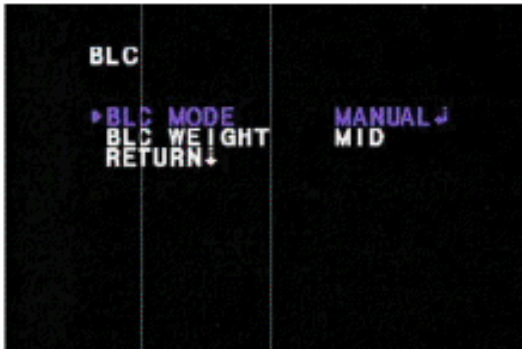 BLC
BLC MODE MANUAL↲
BLC WEIGHT MID
RETURN↓